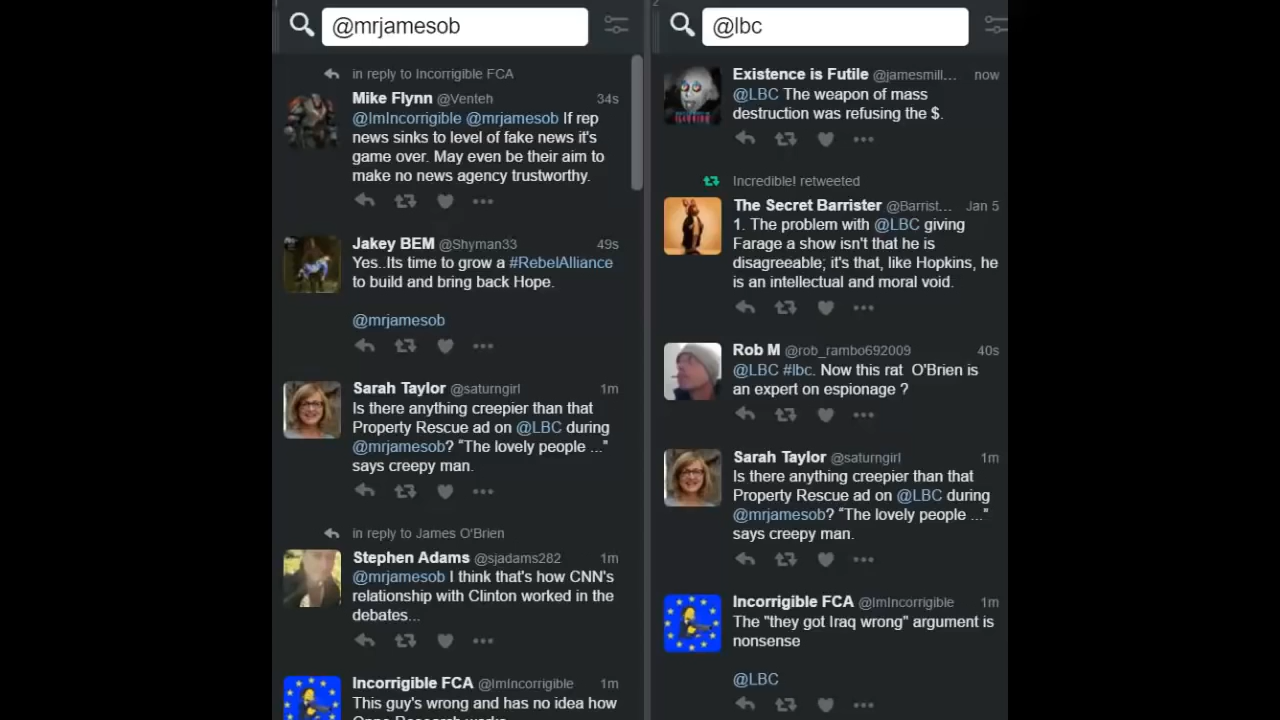 @mrjamesob
in reply to Incorrigible FCA
Mike Flynn @Venteh 34s
@ImIncorrigible @mrjamesob If rep
news sinks to level of fake news it's
game over. May even be their aim to
make no news agency trustworthy.
Jakey BEM @Shyman33 49s
Yes..Its time to grow a #RebelAlliance
to build and bring back Hope.
@mrjamesob
Sarah Taylor @saturngirl 1m
Is there anything creepier than that
Property Rescue ad on @LBC during
@mrjamesob? “The lovely people ..."
says creepy man.
in reply to James O'Brien
Stephen Adams @sjadams282 1m
@mrjamesob I think that's how CNN's
relationship with Clinton worked in the
debates...
Incorrigible FCA @ImIncorrigible 1m
This guy's wrong and has no idea how
2
@lbc
Existence is Futile @jamesmill... now
@LBC The weapon of mass
destruction was refusing the $.
Incredible! retweeted
The Secret Barrister @Barrist... Jan 5
1. The problem with @LBC giving
Farage a show isn't that he is
disagreeable; it's that, like Hopkins, he
is an intellectual and moral void.
Rob M @rob_rambo692009 40s
@LBC #lbc. Now this rat O'Brien is
an expert on espionage ?
Sarah Taylor @saturngirl 1m
Is there anything creepier than that
Property Rescue ad on @LBC during
@mrjamesob? “The lovely people ..."
says creepy man.
Incorrigible FCA @ImIncorrigible 1m
The "they got Iraq wrong" argument is
nonsense
@LBC